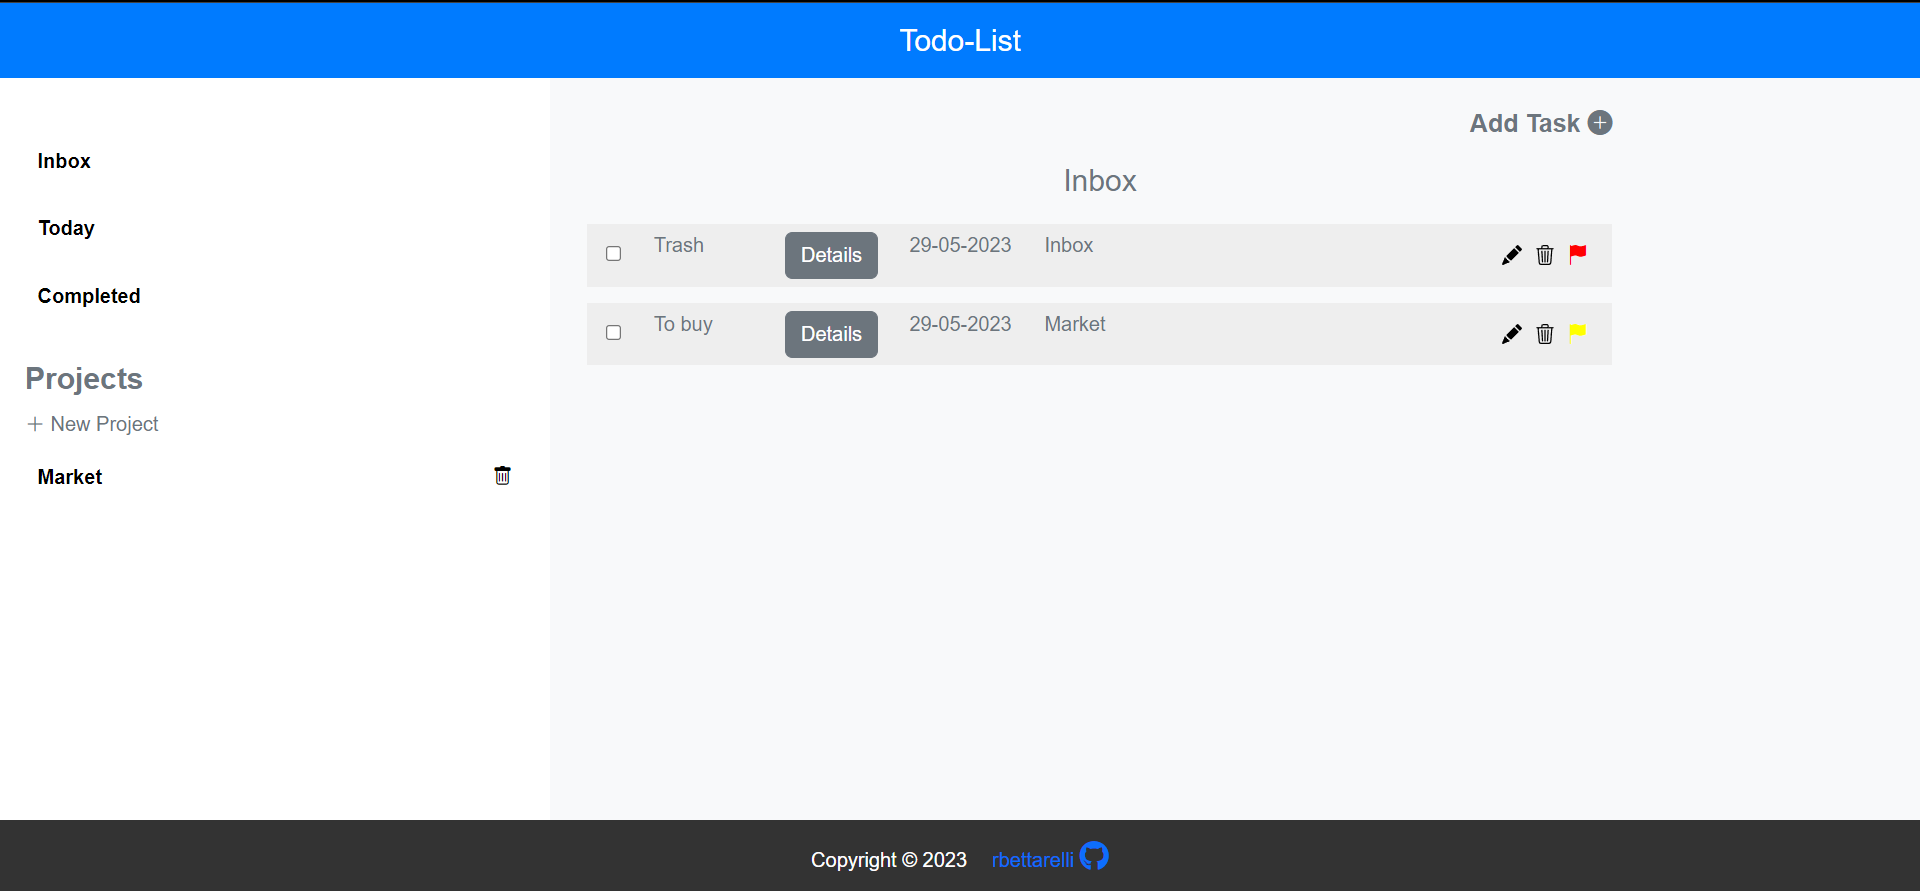 Todo-List
Inbox
Today
Completed
Projects
+ New Project
Market
Add Task
Inbox
Trash Details 29-05-2023 Inbox
To buy Details 29-05-2023 Market
Copyright © 2023 rbettarelli